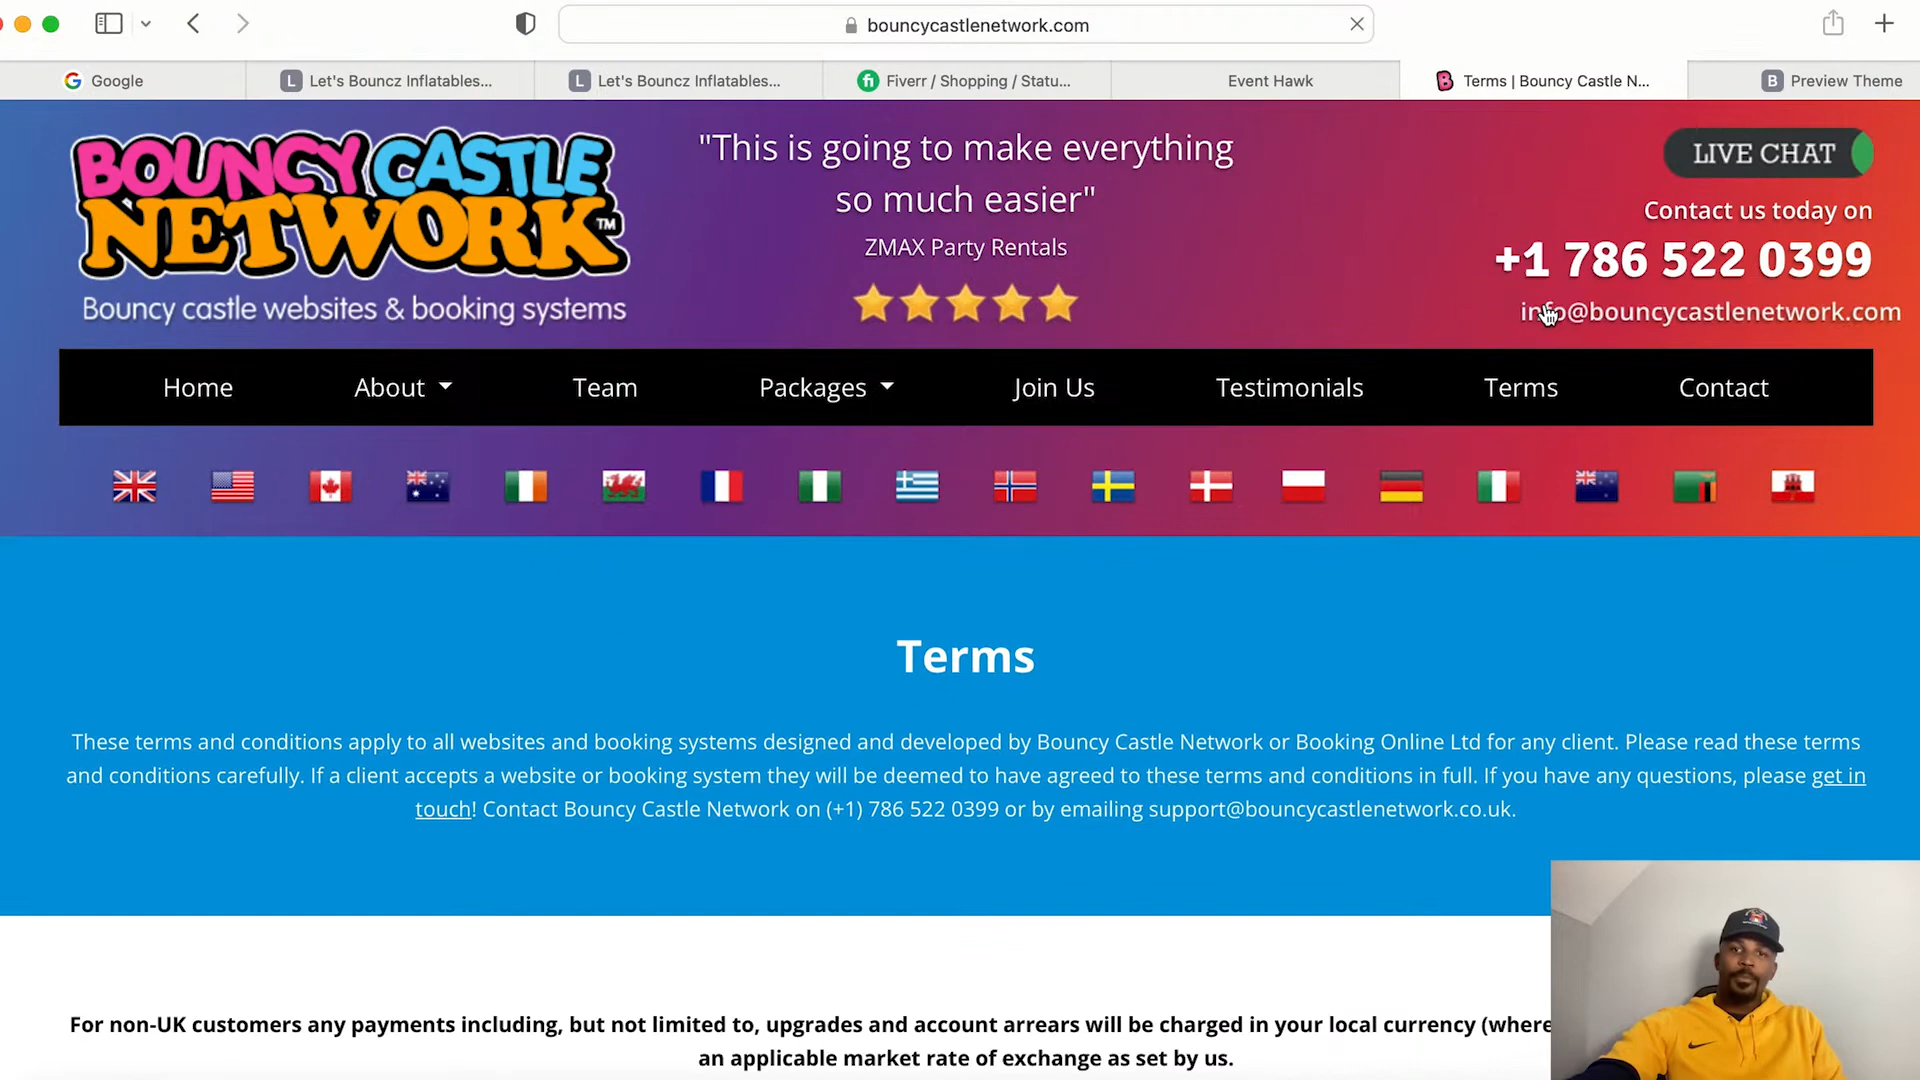 bouncycastlenetwork.com
Google
Let's Bouncz Inflatables...
Let's Bouncz Inflatables...
Fiverr / Shopping / Statu...
Event Hawk
Terms | Bouncy Castle N...
Preview Theme
BOUNCY CASTLE
NETWORK™
Bouncy castle websites & booking systems
"This is going to make everything
so much easier"
ZMAX Party Rentals
LIVE CHAT
Contact us today on
+1 786 522 0399
info@bouncycastlenetwork.com
Home
About
Team
Packages
Join Us
Testimonials
Terms
Contact
Terms
These terms and conditions apply to all websites and booking systems designed and developed by Bouncy Castle Network or Booking Online Ltd for any client. Please read these terms
and conditions carefully. If a client accepts a website or booking system they will be deemed to have agreed to these terms and conditions in full. If you have any questions, please get in
touch! Contact Bouncy Castle Network on (+1) 786 522 0399 or by emailing support@bouncycastlenetwork.co.uk.
For non-UK customers any payments including, but not limited to, upgrades and account arrears will be charged in your local currency (where
an applicable market rate of exchange as set by us.